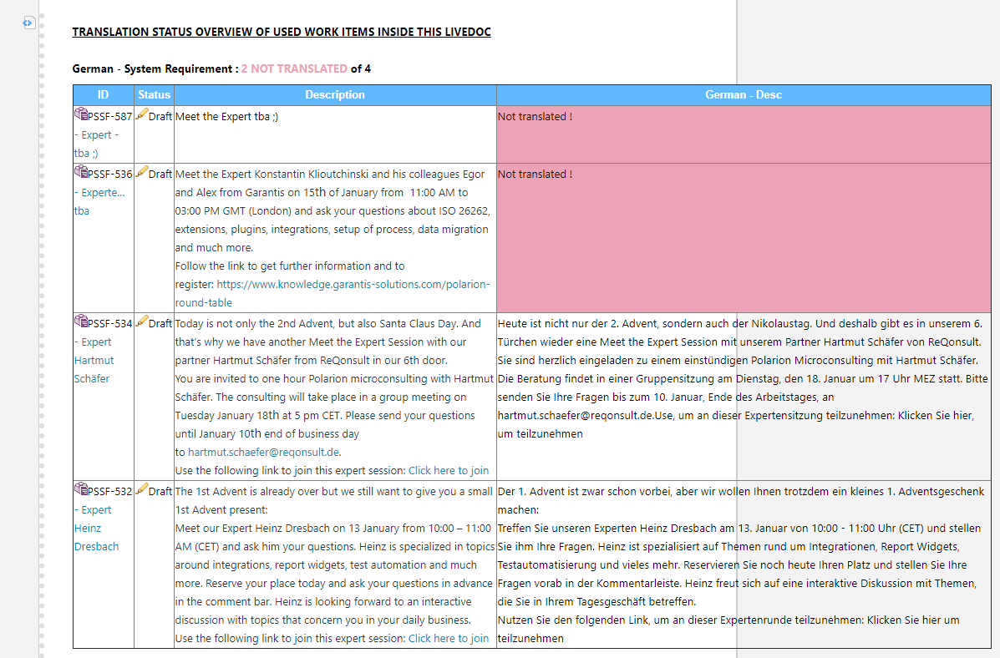 TRANSLATION STATUS OVERVIEW OF USED WORK ITEMS INSIDE THIS LIVEDOC
German - System Requirement : 2 NOT TRANSLATED of 4
ID Status Description German - Desc
PSSF-587
- Expert -
tba ;)
Draft
Meet the Expert tba ;)
Not translated !
PSSF-536
- Experte...
tba
Draft
Meet the Expert Konstantin Klioutchinski and his colleagues Egor
and Alex from Garantis on 15th of January from 11:00 AM to
03:00 PM GMT (London) and ask your questions about ISO 26262,
extensions, plugins, integrations, setup of process, data migration
and much more.
Follow the link to get further information and to
register: https://www.knowledge.garantis-solutions.com/polarion-
round-table
Not translated !
PSSF-534
- Expert
Hartmut
Schäfer
Draft
Today is not only the 2nd Advent, but also Santa Claus Day. And
that's why we have another Meet the Expert Session with our
partner Hartmut Schäfer from ReQonsult in our 6th door.
You are invited to one hour Polarion microconsulting with Hartmut
Schäfer. The consulting will take place in a group meeting on
Tuesday January 18th at 5 pm CET. Please send your questions
until January 10th end of business day
to hartmut.schaefer@reqonsult.de.
Use the following link to join this expert session: Click here to join
Heute ist nicht nur der 2. Advent, sondern auch der Nikolaustag. Und deshalb gibt es in unserem 6.
Türchen wieder eine Meet the Expert Session mit unserem Partner Hartmut Schäfer von ReQonsult.
Sie sind herzlich eingeladen zu einem einstündigen Polarion Microconsulting mit Hartmut Schäfer.
Die Beratung findet in einer Gruppensitzung am Dienstag, den 18. Januar um 17 Uhr MEZ statt. Bitte
senden Sie Ihre Fragen bis zum 10. Januar, Ende des Arbeitstages, an
hartmut.schaefer@reqonsult.de.Use, um an dieser Expertensitzung teilzunehmen: Klicken Sie hier,
um teilzunehmen
PSSF-532
- Expert
Heinz
Dresbach
Draft
The 1st Advent is already over but we still want to give you a small
1st Advent present:
Meet our Expert Heinz Dresbach on 13 January from 10:00 – 11:00
AM (CET) and ask him your questions. Heinz is specialized in topics
around integrations, report widgets, test automation and much
more. Reserve your place today and ask your questions in advance
in the comment bar. Heinz is looking forward to an interactive
discussion with topics that concern you in your daily business.
Use the following link to join this expert session: Click here to join
Der 1. Advent ist zwar schon vorbei, aber wir wollen Ihnen trotzdem ein kleines 1. Adventsgeschenk
machen:
Treffen Sie unseren Experten Heinz Dresbach am 13. Januar von 10:00 - 11:00 Uhr (CET) und stellen
Sie ihm Ihre Fragen. Heinz ist spezialisiert auf Themen rund um Integrationen, Report Widgets,
Testautomatisierung und vieles mehr. Reservieren Sie noch heute Ihren Platz und stellen Sie Ihre
Fragen vorab in der Kommentarleiste. Heinz freut sich auf eine interaktive Diskussion mit Themen,
die Sie in Ihrem Tagesgeschäft betreffen.
Nutzen Sie den folgenden Link, um an dieser Expertenrunde teilzunehmen: Klicken Sie hier um
teilzunehmen